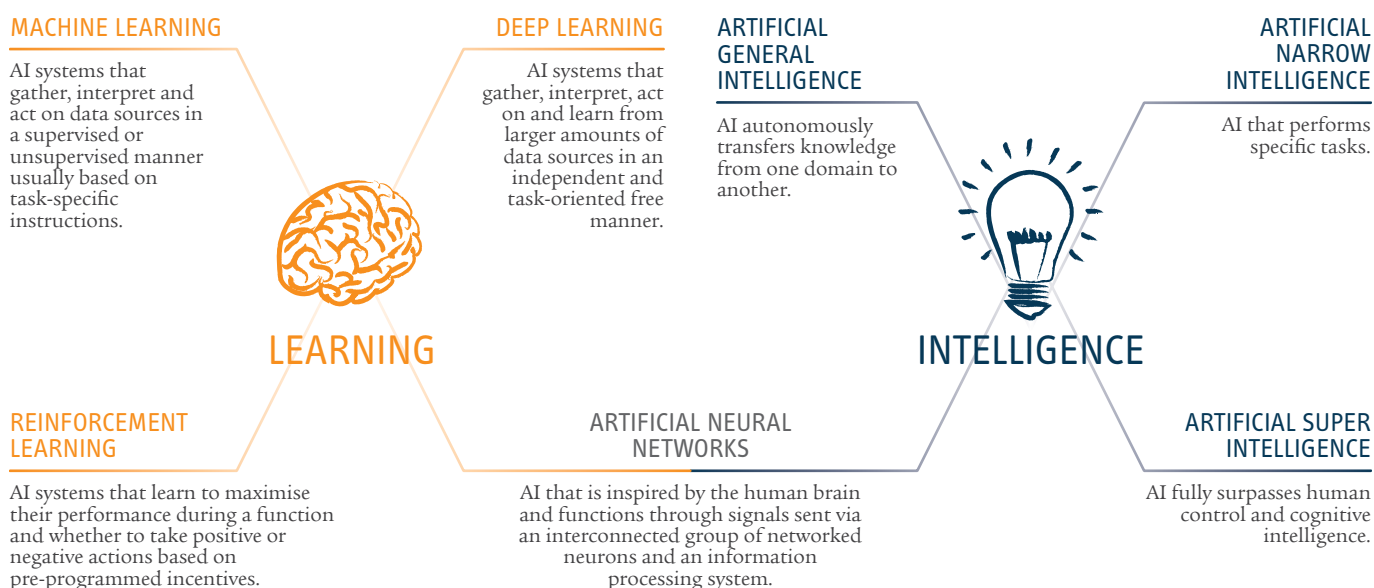 MACHINE LEARNING
AI systems that
gather, interpret and
act on data sources in
a supervised or
unsupervised manner
usually based on
task-specific
instructions.
DEEP LEARNING
AI systems that
gather, interpret, act
on and learn from
larger amounts of
data sources in an
independent and
task-oriented free
manner.
LEARNING
REINFORCEMENT
LEARNING
AI systems that learn to maximise
their performance during a function
and whether to take positive or
negative actions based on
pre-programmed incentives.
ARTIFICIAL NEURAL
NETWORKS
AI that is inspired by the human brain
and functions through signals sent via
an interconnected group of networked
neurons and an information
processing system.
ARTIFICIAL
GENERAL
INTELLIGENCE
AI autonomously
transfers knowledge
from one domain to
another.
ARTIFICIAL
NARROW
INTELLIGENCE
AI that performs
specific tasks.
INTELLIGENCE
ARTIFICIAL SUPER
INTELLIGENCE
AI fully surpasses human
control and cognitive
intelligence.